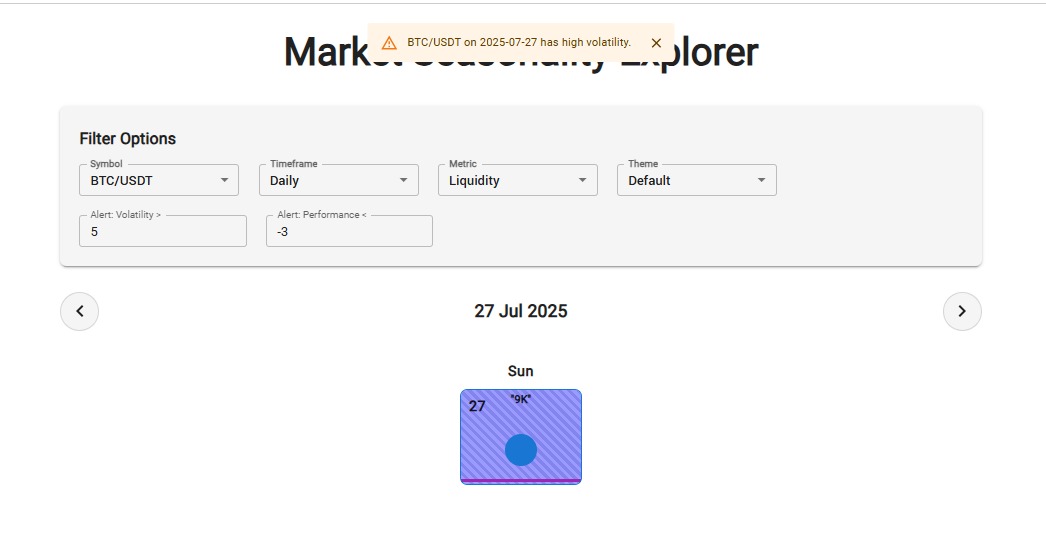 BTC/USDT on 2025-07-27 has high volatility.
Market Seasonality Explorer
Filter Options
Symbol Timeframe Metric Theme
BTC/USDT Daily Liquidity Default
Alert: Volatility > Alert: Performance <
5 -3
27 Jul 2025
Sun
27 "9K"